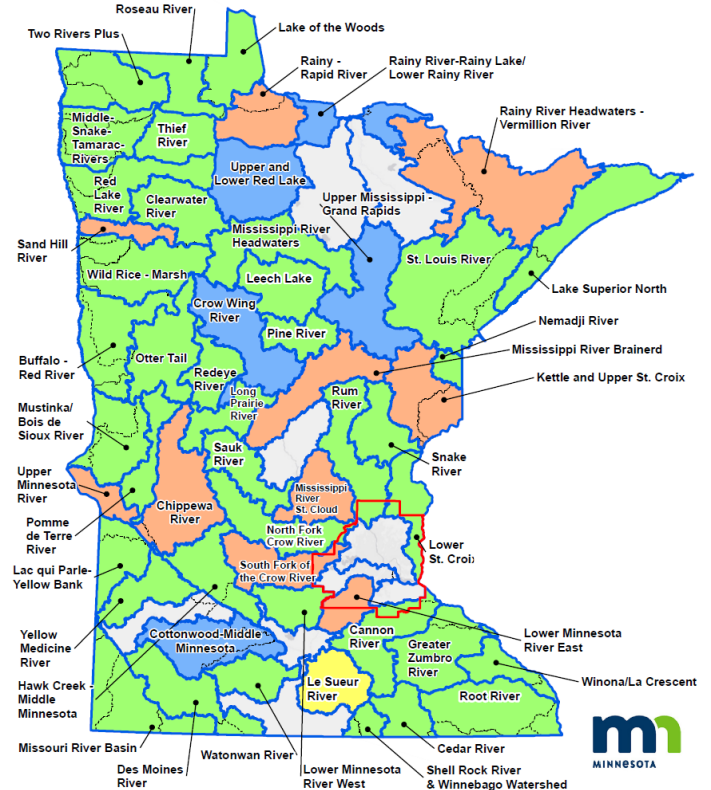 Roseau River
Two Rivers Plus
Lake of the Woods
Rainy -
Rapid River
Rainy River-Rainy Lake/
Lower Rainy River
Rainy River Headwaters -
Vermillion River
Middle-
Snake-
Tamarac-
Rivers
Thief
River
Upper and
Lower Red Lake
Red
Lake
River
Clearwater
River
Upper Mississippi -
Grand Rapids
Sand Hill
River
Mississippi River
Headwaters
St. Louis River
Wild Rice - Marsh
Leech Lake
Lake Superior North
Crow Wing
River
Nemadji River
Pine River
Mississippi River Brainerd
Buffalo -
Red River
Otter Tail
Redeye
River
Kettle and Upper St. Croix
Long
Prairie
River
Rum
River
Mustinka/
Bois de
Sioux River
Sauk
River
Snake
River
Upper
Minnesota
River
Chippewa
River
Mississippi
River
St. Cloud
Pomme
de Terre
River
North Fork
Crow River
Lower
St. Croix
South Fork of
the Crow River
Lac qui Parle-
Yellow Bank
Yellow
Medicine
River
Cottonwood-Middle
Minnesota
Cannon
River
Lower Minnesota
River East
Greater
Zumbro
River
Winona/La Crescent
Hawk Creek -
Middle
Minnesota
Le Sueur
River
Root River
Missouri River Basin
Des Moines
River
Watonwan River
Lower Minnesota
River West
Cedar River
Shell Rock River
& Winnebago Watershed
mn
MINNESOTA